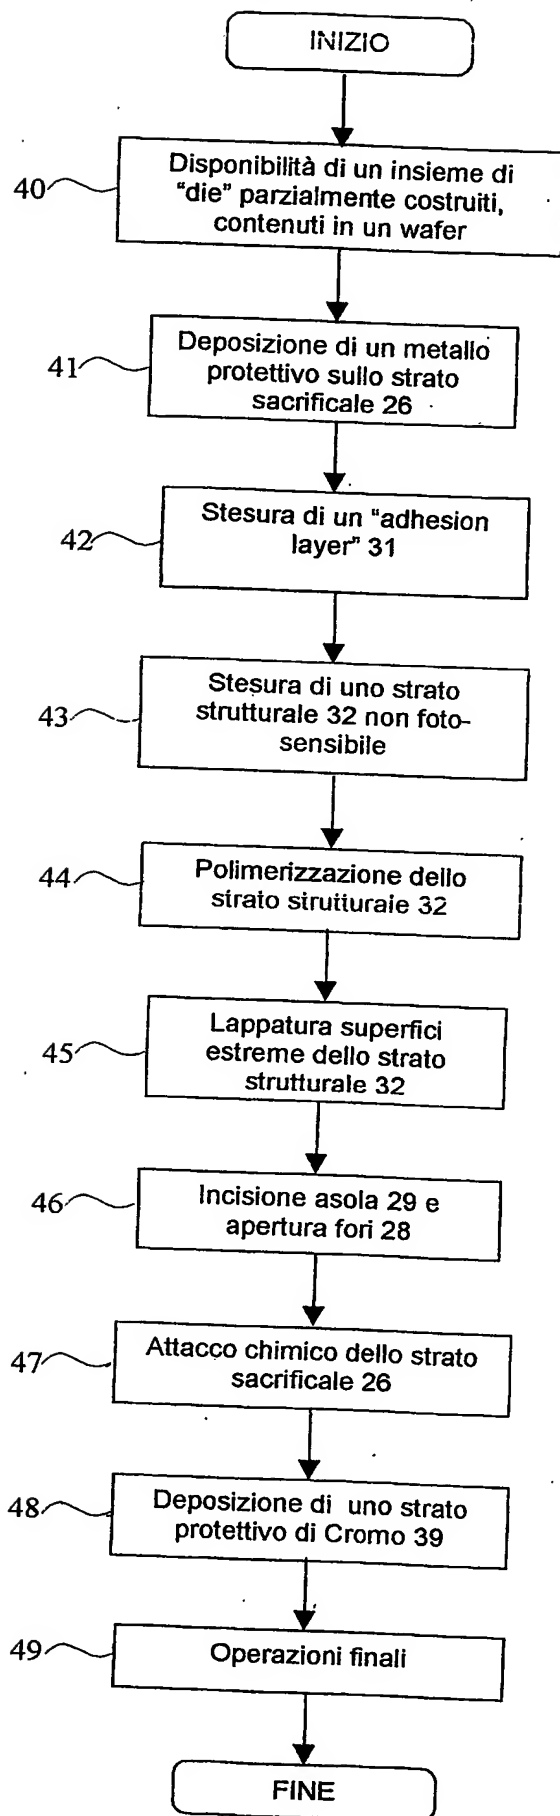 INIZIO
40
Disponibilità di un insieme di
"die" parzialmente costruiti,
contenuti in un wafer
41
Deposizione di un metallo
protettivo sullo strato
sacrificale 26
42
Stesura di un "adhesion
layer" 31
43
Stesura di uno strato
strutturale 32 non foto-
sensibile
44
Polimerizzazione dello
strato strutturale 32
45
Lappatura superfici
estreme dello strato
strutturale 32
46
Incisione asola 29 e
apertura fori 28
47
Attacco chimico dello strato
sacrificale 26
48
Deposizione di uno strato
protettivo di Cromo 39
49
Operazioni finali
FINE